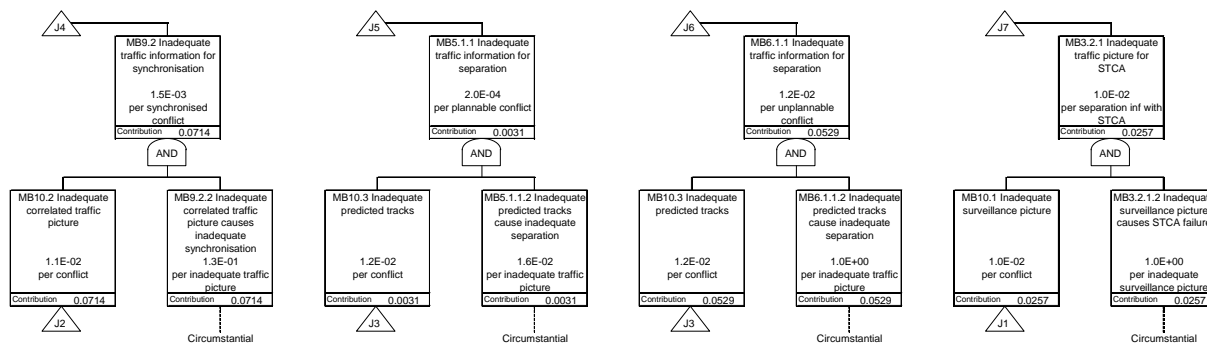 J4
MB9.2 Inadequate
traffic information for
synchronisation
1.5E-03
per synchronised
conflict
Contribution 0.0714
AND
MB10.2 Inadequate
correlated traffic
picture
1.1E-02
per conflict
Contribution 0.0714
J2
MB9.2.2 Inadequate
correlated traffic
picture causes
inadequate
synchronisation
1.3E-01
per inadequate traffic
picture
Contribution 0.0714
Circumstantial
J5
MB5.1.1 Inadequate
traffic information for
separation
2.0E-04
per plannable conflict
Contribution 0.0031
AND
MB10.3 Inadequate
predicted tracks
1.2E-02
per conflict
Contribution 0.0031
J3
MB5.1.1.2 Inadequate
predicted tracks
cause inadequate
separation
1.6E-02
per inadequate traffic
picture
Contribution 0.0031
Circumstantial
J6
MB6.1.1 Inadequate
traffic information for
separation
1.2E-02
per unplannable
conflict
Contribution 0.0529
AND
MB10.3 Inadequate
predicted tracks
1.2E-02
per conflict
Contribution 0.0529
J3
MB6.1.1.2 Inadequate
predicted tracks
cause inadequate
separation
1.0E+00
per inadequate traffic
picture
Contribution 0.0529
Circumstantial
J7
MB3.2.1 Inadequate
traffic picture for
STCA
1.0E-02
per separation inf with
STCA
Contribution 0.0257
AND
MB10.1 Inadequate
surveillance picture
1.0E-02
per conflict
Contribution 0.0257
J1
MB3.2.1.2 Inadequat
surveillance picture
causes STCA failure
1.0E+00
per inadequate
surveillance picture
Contribution 0.0257
Circumstantial